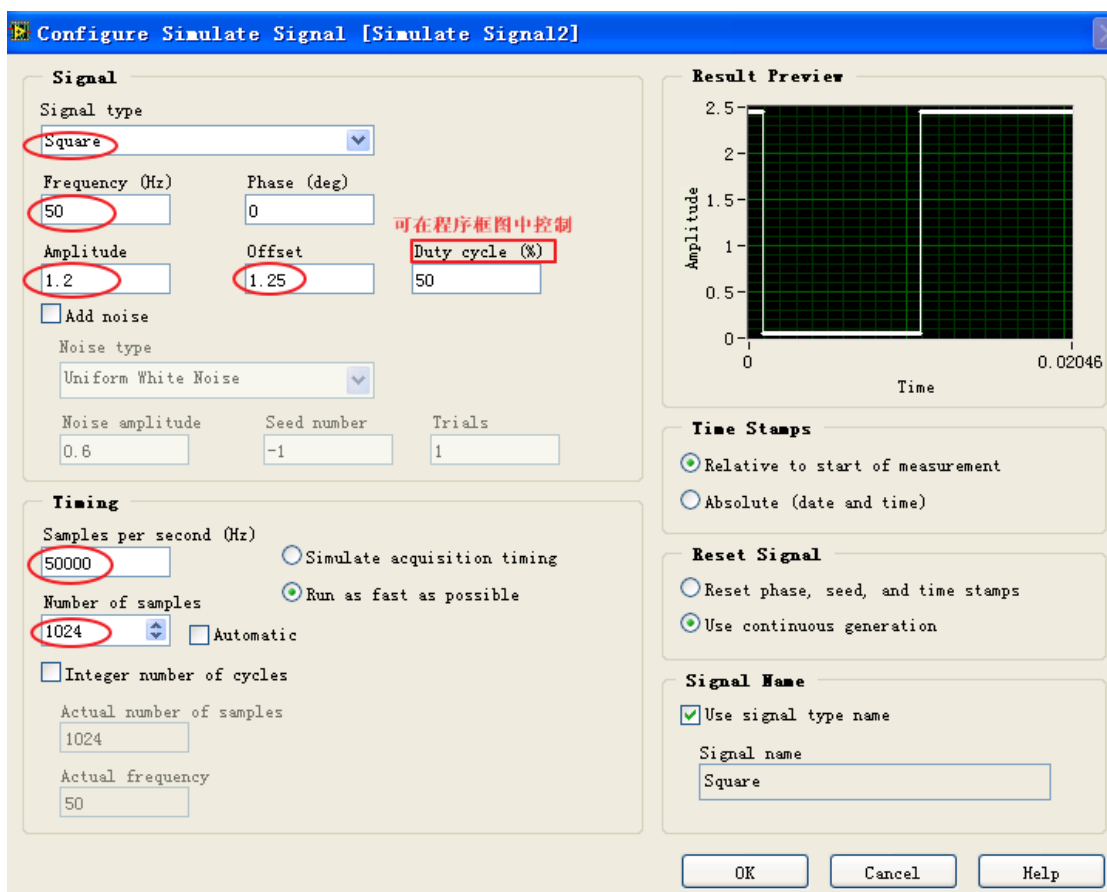 Configure Simulate Signal [Simulate Signal2]
Signal
Signal type
Square
Frequency (Hz) Phase (deg)
50 0
可在程序框图中控制
Amplitude Offset Duty cycle (%)
1.2 1.25 50
Add noise
Noise type
Uniform White Noise
Noise amplitude Seed number Trials
0.6 -1 1
Timing
Samples per second (Hz)
50000
Simulate acquisition timing
Run as fast as possible
Number of samples
1024
Automatic
Integer number of cycles
Actual number of samples
1024
Actual frequency
50
Result Preview
2.5
2
1.5
1
0.5
0
Amplitude
0 0.02046
Time
Time Stamps
Relative to start of measurement
Absolute (date and time)
Reset Signal
Reset phase, seed, and time stamps
Use continuous generation
Signal Name
Use signal type name
Signal name
Square
OK Cancel Help